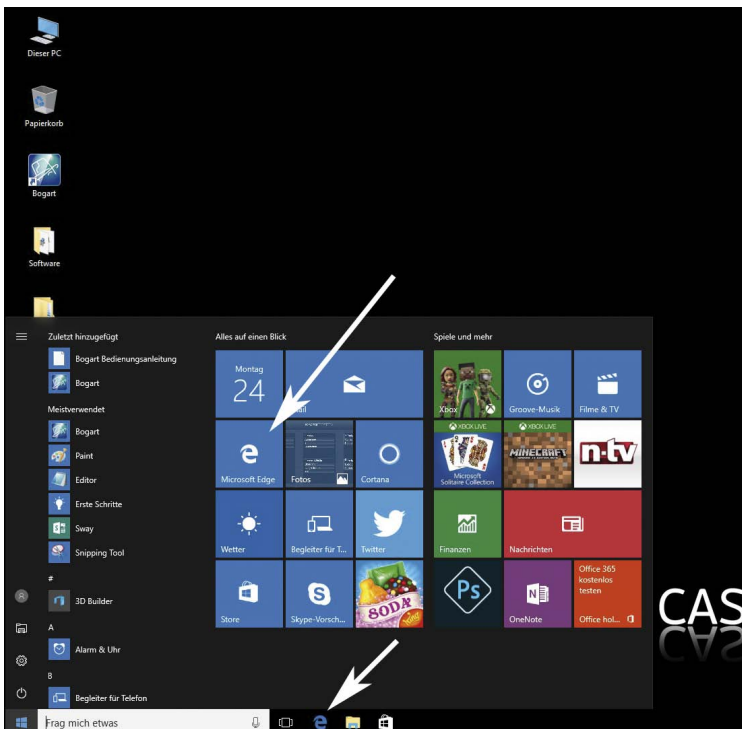 Dieser PC
Papierkorb
Bogart
Software
Zuletzt hinzugefügt
Bogart Bedienungsanleitung
Bogart
Meistverwendet
Bogart
Paint
Editor
Erste Schritte
Sway
Snipping Tool
#
3D Builder
A
Alarm & Uhr
B
Begleiter für Telefon
Alles auf einen Blick
Montag
24
Microsoft Edge
Fotos
Cortana
Wetter
Begleiter für T...
Twitter
Store
Skype-Vorsch...
SODA
Spiele und mehr
Xbox
Groove-Musik
Filme & TV
XBOX LIVE
Microsoft
Solitaire Collection
XBOX LIVE
MINECRAFT
n-tv
Finanzen
Nachrichten
Ps
OneNote
Office 365
kostenlos
testen
Office hol...
CAS
Frag mich etwas